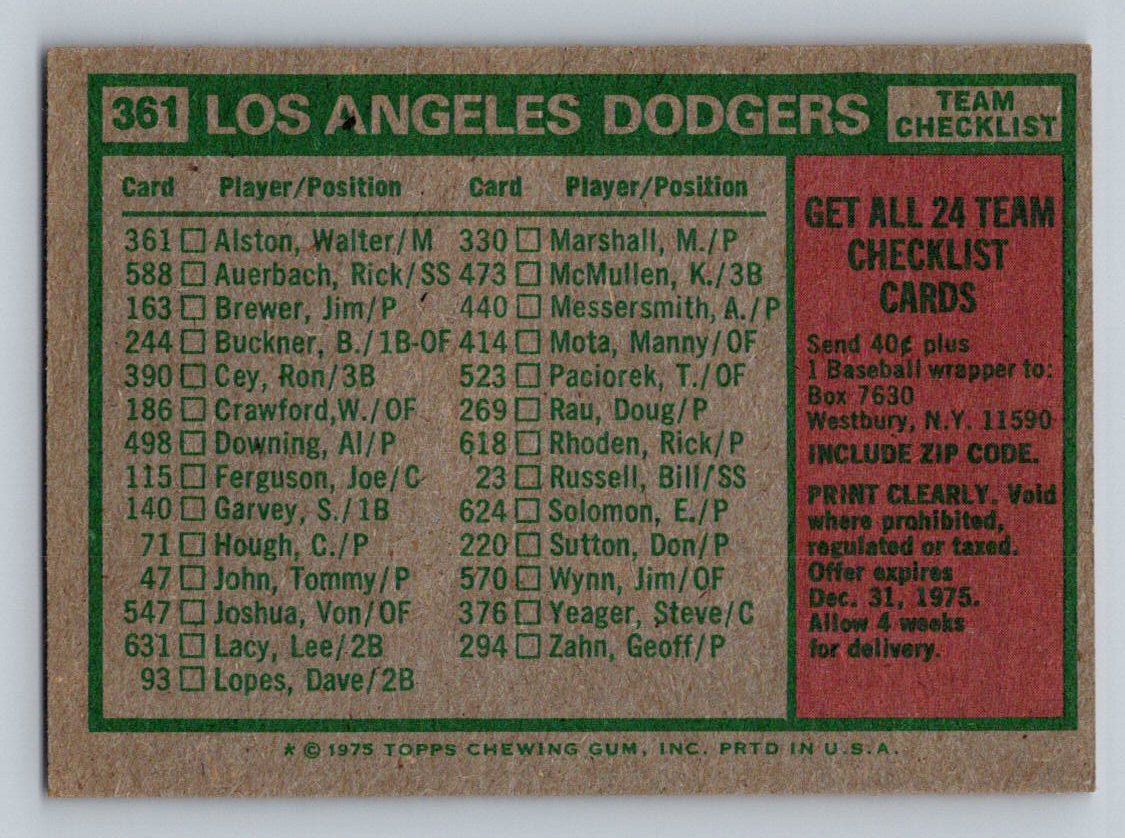 361 LOS ANGELES DODGERS TEAM CHECKLIST
Card Player/Position
361 Alston, Walter/M
588 Auerbach, Rick/SS
163 Brewer, Jim/P
244 Buckner, B./1B-OF
390 Cey, Ron/3B
186 Crawford,W./OF
498 Downing, Al/P
115 Ferguson, Joe/C
140 Garvey, S./1B
71 Hough, C./P
47 John, Tommy/P
547 Joshua, Von/OF
631 Lacy, Lee/2B
93 Lopes, Dave/2B
Card Player/Position
330 Marshall, M./P
473 McMullen, K./3B
440 Messersmith, A./P
414 Mota, Manny/OF
523 Paciorek, T./OF
269 Rau, Doug/P
618 Rhoden, Rick/P
23 Russell, Bill/SS
624 Solomon, E./P
220 Sutton, Don/P
570 Wynn, Jim/OF
376 Yeager, Steve/C
294 Zahn, Geoff/P
GET ALL 24 TEAM
CHECKLIST
CARDS
Send 40¢ plus
1 Baseball wrapper to:
Box 7630
Westbury, N.Y. 11590
INCLUDE ZIP CODE.
PRINT CLEARLY. Void
where prohibited,
regulated or taxed.
Offer expires
Dec. 31, 1975.
Allow 4 weeks
for delivery.
* © 1975 TOPPS CHEWING GUM, INC. PRTD IN U.S.A.